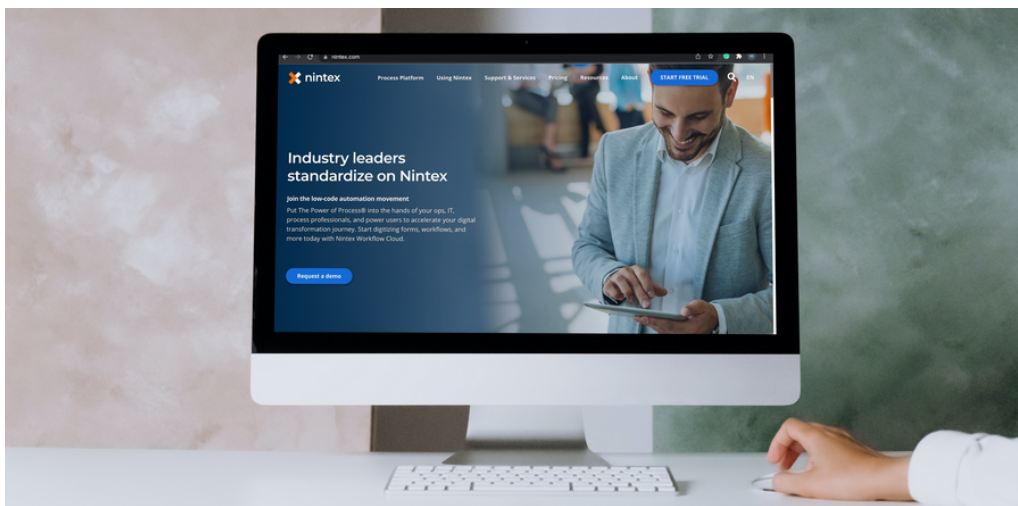 nintex.com
nintex
Process Platform Using Nintex Support & Services Pricing Resources About START FREE TRIAL EN
Industry leaders
standardize on Nintex
Join the low-code automation movement
Put The Power of Process® into the hands of your ops, IT,
process professionals, and power users to accelerate your digital
transformation journey. Start digitizing forms, workflows, and
more today with Nintex Workflow Cloud.
Request a demo